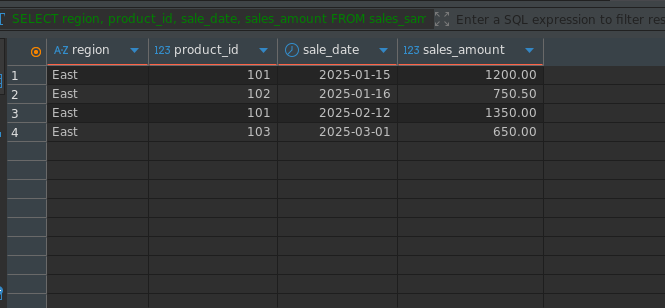 SELECT region, product_id, sale_date, sales_amount FROM sales_sam Enter a SQL expression to filter res
A-Z region 123 product_id sale_date 123 sales_amount
1 East 101 2025-01-15 1200.00
2 East 102 2025-01-16 750.50
3 East 101 2025-02-12 1350.00
4 East 103 2025-03-01 650.00